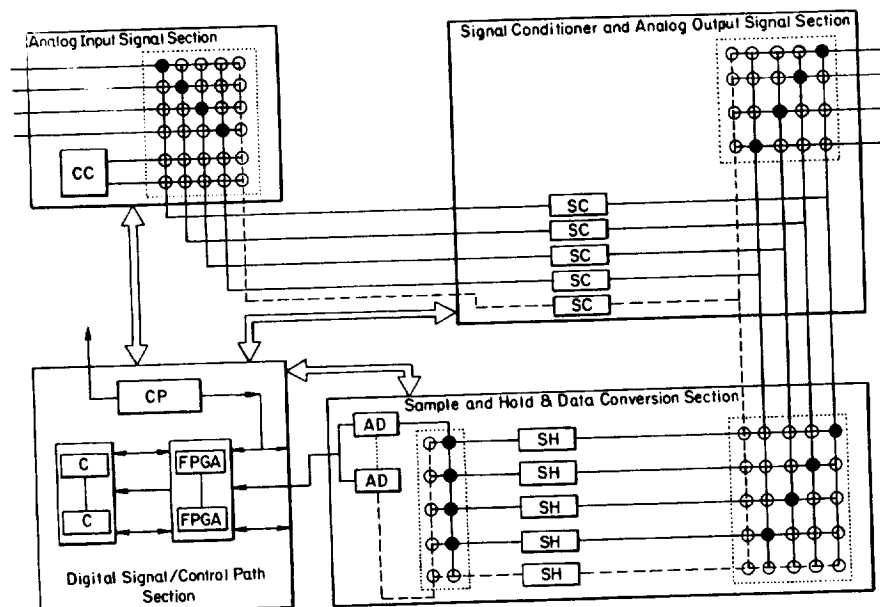 Analog Input Signal Section
CC
Signal Conditioner and Analog Output Signal Section
SC
SC
SC
SC
SC
CP
C
C
FPGA
FPGA
Digital Signal/Control Path
Section
Sample and Hold & Data Conversion Section
AD
AD
SH
SH
SH
SH
SH